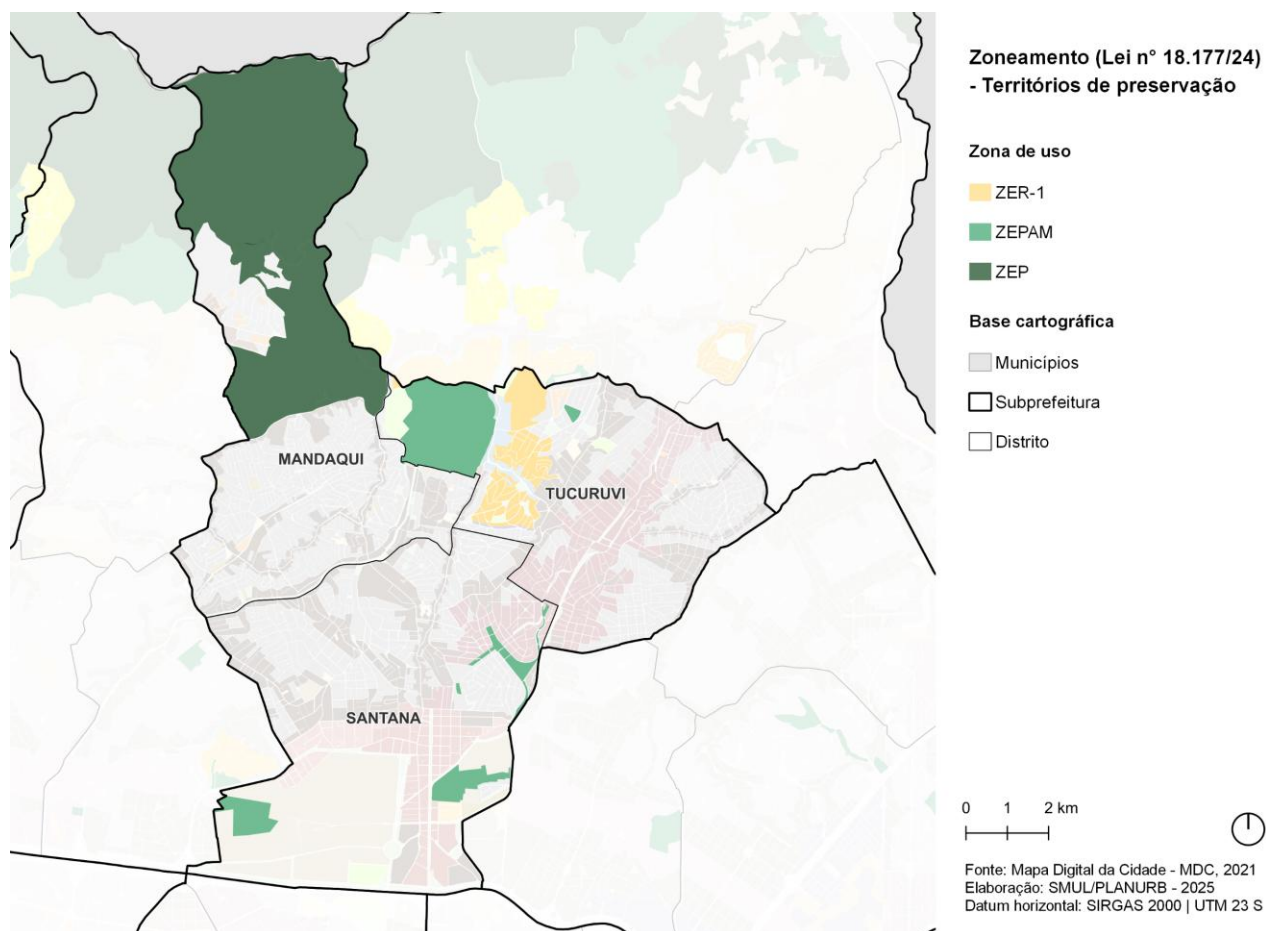 Zoneamento (Lei n° 18.177/24)
- Territórios de preservação
Zona de uso
ZER-1
ZEPAM
ZEP
Base cartográfica
Municípios
Subprefeitura
Distrito
MANDAQUI
TUCURUVI
SANTANA
0 1 2 km
Fonte: Mapa Digital da Cidade - MDC, 2021
Elaboração: SMUL/PLANURB - 2025
Datum horizontal: SIRGAS 2000 | UTM 23 S